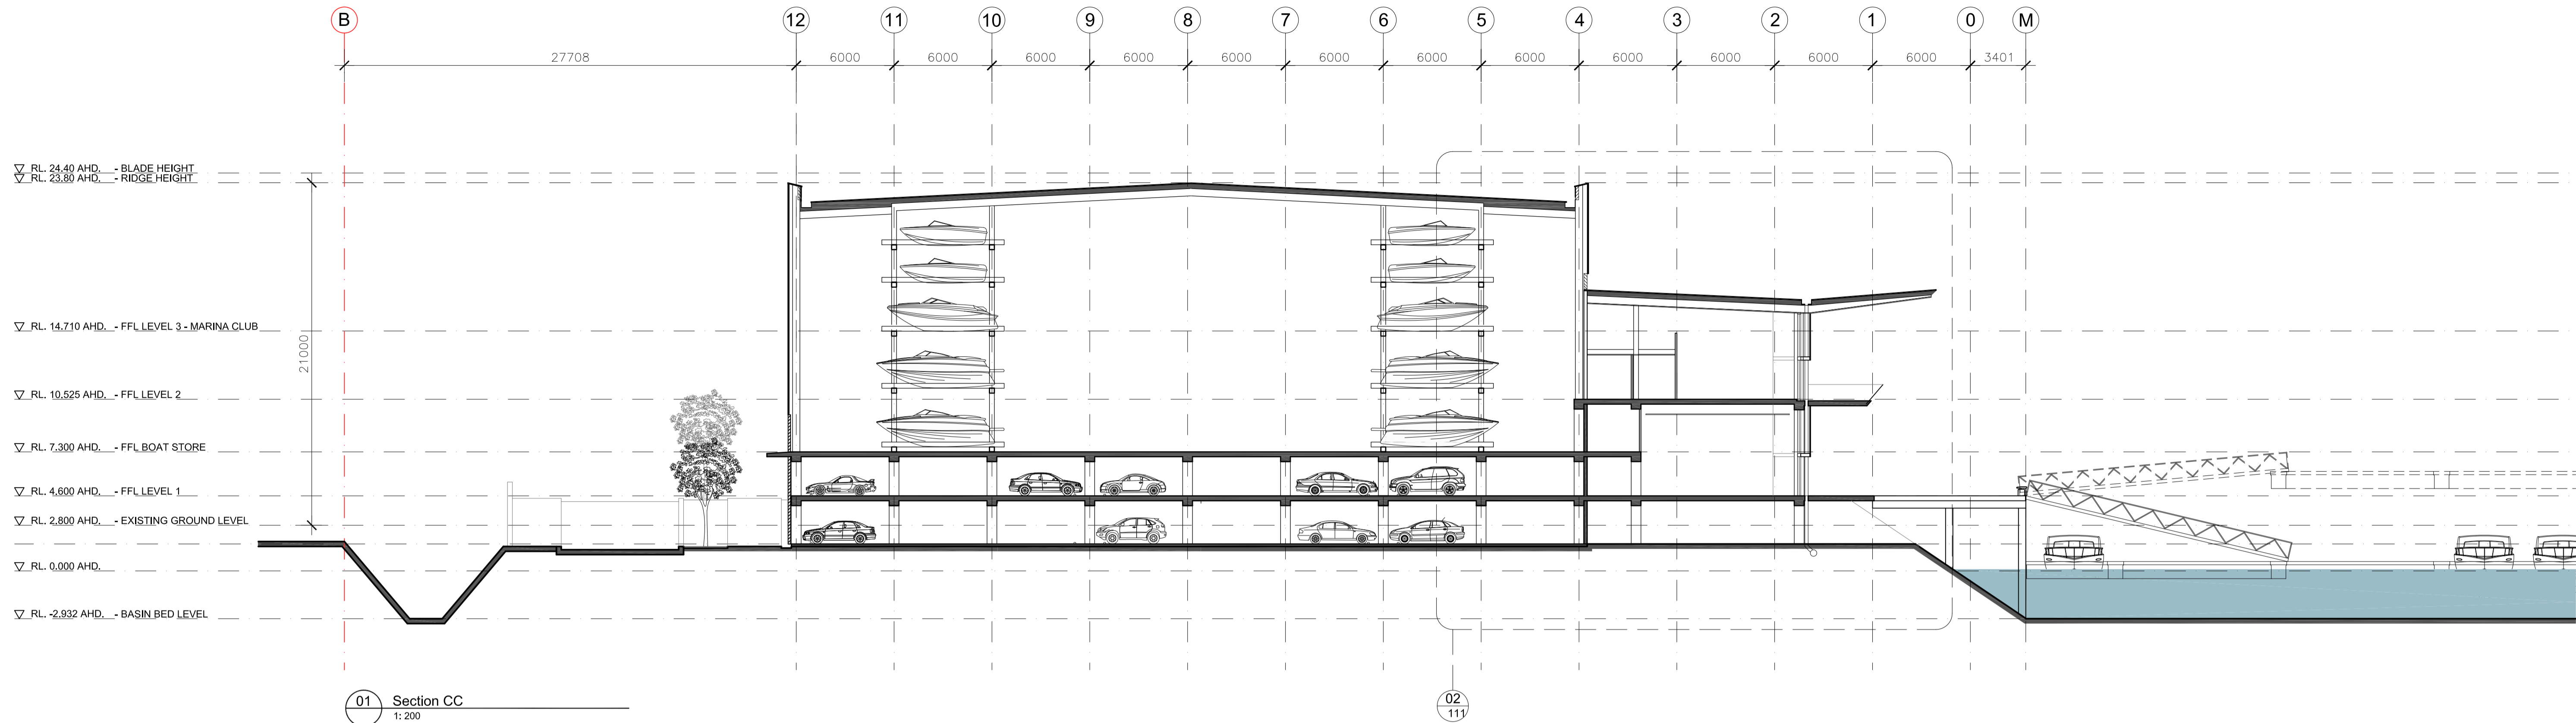 B 12 11 10 9 8 7 6 5 4 3 2 1 0 M
27708 6000 6000 6000 6000 6000 6000 6000 6000 6000 6000 6000 6000 3401
RL. 24.40 AHD. - BLADE HEIGHT
RL. 23.80 AHD. - RIDGE HEIGHT
RL. 14.710 AHD. - FFL LEVEL 3 - MARINA CLUB
21000
RL. 10.525 AHD. - FFL LEVEL 2
RL. 7.300 AHD. - FFL BOAT STORE
RL. 4.600 AHD. - FFL LEVEL 1
RL. 2.800 AHD. - EXISTING GROUND LEVEL
RL. 0.000 AHD.
RL. -2.932 AHD. - BASIN BED LEVEL
01 Section CC
1: 200
02
111